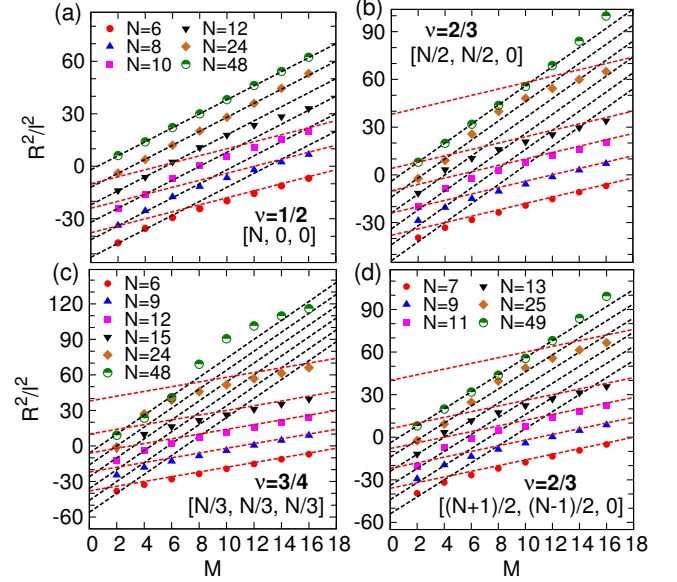 (a)
N=6 N=12
N=8 N=24
N=10 N=48
R²/l²
60
30
0
-30
ν=1/2
[N, 0, 0]
(b)
ν=2/3
[N/2, N/2, 0]
90
60
30
0
-30
(c)
N=6
N=9
N=12
N=15
N=24
N=48
R²/l²
120
90
60
30
0
-30
-60
ν=3/4
[N/3, N/3, N/3]
0 2 4 6 8 10 12 14 16 18
M
(d)
N=7 N=13
N=9 N=25
N=11 N=49
90
60
30
0
-30
-60
ν=2/3
[(N+1)/2, (N-1)/2, 0]
0 2 4 6 8 10 12 14 16 18
M